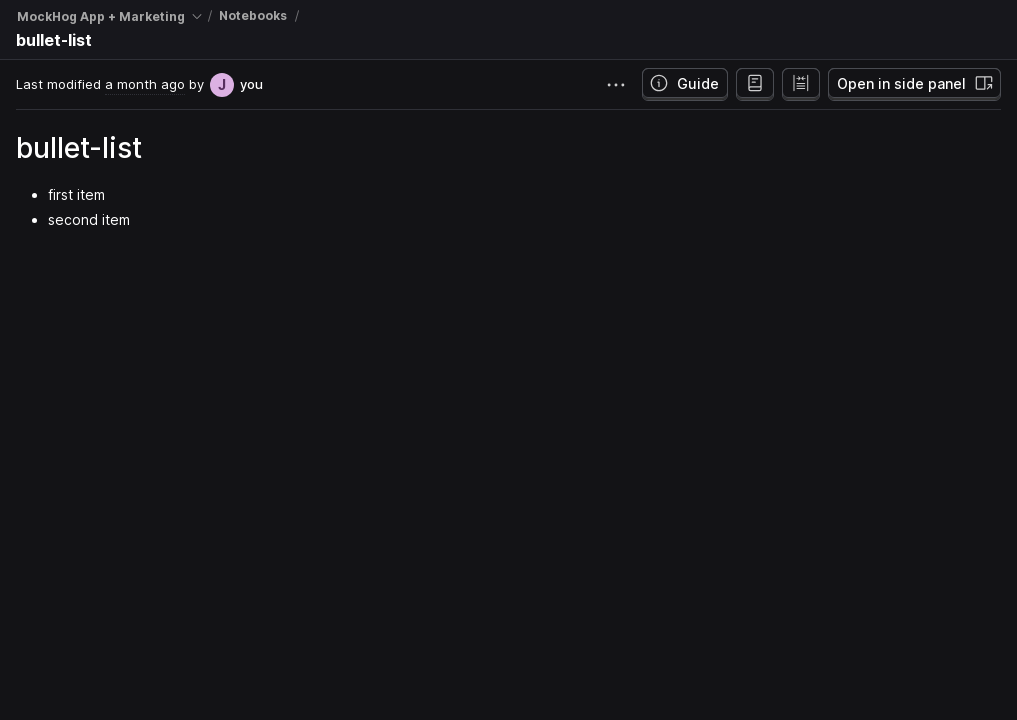 MockHog App + Marketing / Notebooks /
bullet-list
Last modified a month ago by J you
Guide
Open in side panel
bullet-list
• first item
• second item